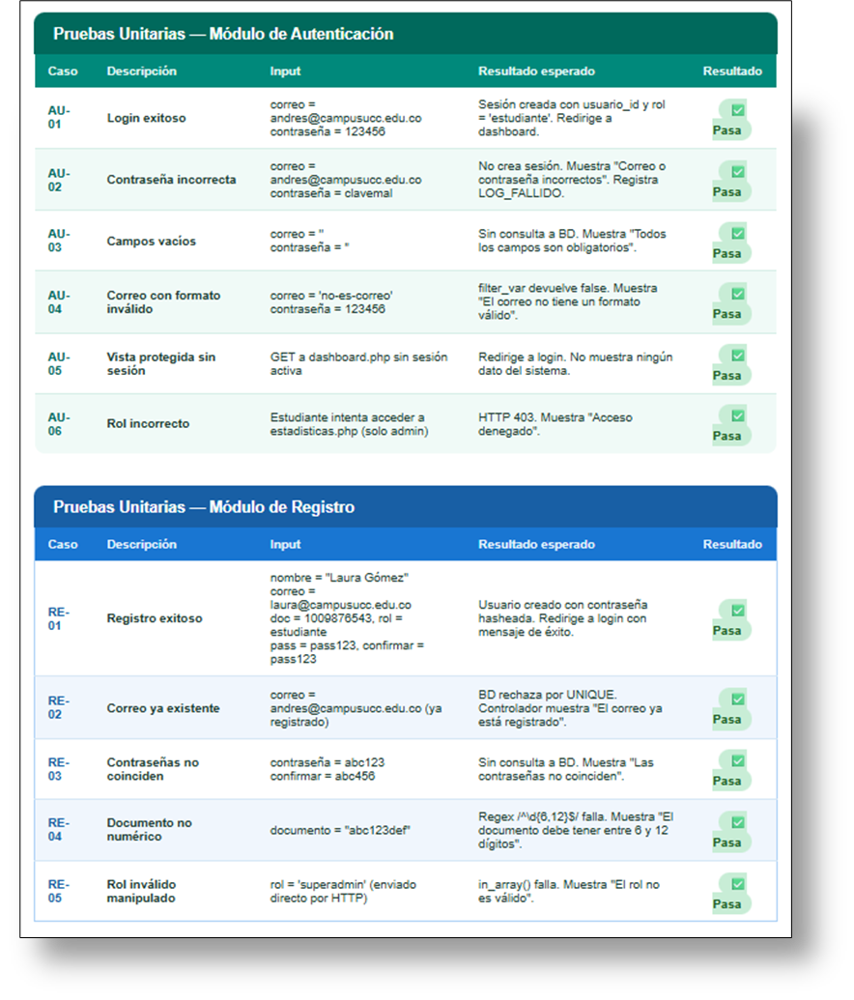 Pruebas Unitarias — Módulo de Autenticación
Caso Descripción Input Resultado esperado Resultado
AU-
01
Login exitoso
correo =
andres@campusucc.edu.co
contraseña = 123456
Sesión creada con usuario_id y rol
= 'estudiante'. Redirige a
dashboard.
✅
Pasa
AU-
02
Contraseña incorrecta
correo =
andres@campusucc.edu.co
contraseña = clavemal
No crea sesión. Muestra "Correo o
contraseña incorrectos". Registra
LOG_FALLIDO.
✅
Pasa
AU-
03
Campos vacíos
correo = ''
contraseña = ''
Sin consulta a BD. Muestra "Todos
los campos son obligatorios".
✅
Pasa
AU-
04
Correo con formato
inválido
correo = 'no-es-correo'
contraseña = 123456
filter_var devuelve false. Muestra
"El correo no tiene un formato
válido".
✅
Pasa
AU-
05
Vista protegida sin
sesión
GET a dashboard.php sin sesión
activa
Redirige a login. No muestra ningún
dato del sistema.
✅
Pasa
AU-
06
Rol incorrecto
Estudiante intenta acceder a
estadisticas.php (solo admin)
HTTP 403. Muestra "Acceso
denegado".
✅
Pasa
Pruebas Unitarias — Módulo de Registro
Caso Descripción Input Resultado esperado Resultado
RE-
01
Registro exitoso
nombre = "Laura Gómez"
correo =
laura@campusucc.edu.co
doc = 1009876543, rol =
estudiante
pass = pass123, confirmar =
pass123
Usuario creado con contraseña
hasheada. Redirige a login con
mensaje de éxito.
✅
Pasa
RE-
02
Correo ya existente
correo =
andres@campusucc.edu.co (ya
registrado)
BD rechaza por UNIQUE.
Controlador muestra "El correo ya
está registrado".
✅
Pasa
RE-
03
Contraseñas no
coinciden
contraseña = abc123
confirmar = abc456
Sin consulta a BD. Muestra "Las
contraseñas no coinciden".
✅
Pasa
RE-
04
Documento no
numérico
documento = "abc123def"
Regex /^\d{6,12}$/ falla. Muestra "El
documento debe tener entre 6 y 12
dígitos".
✅
Pasa
RE-
05
Rol inválido
manipulado
rol = 'superadmin' (enviado
directo por HTTP)
in_array() falla. Muestra "El rol no
es válido".
✅
Pasa